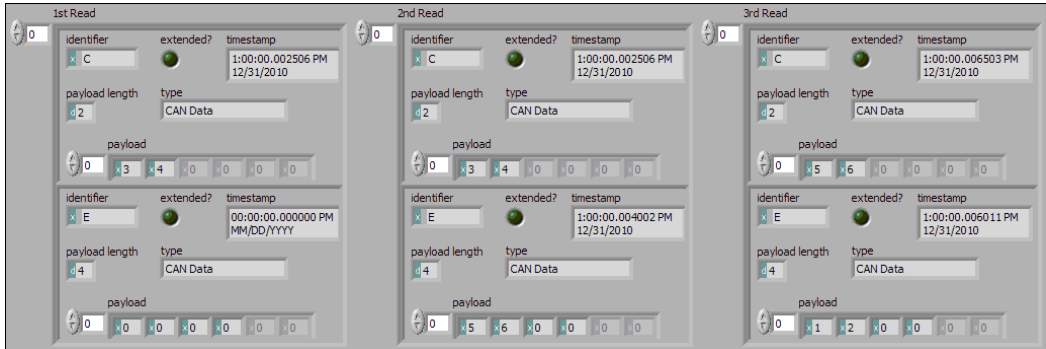 1st Read
0
identifier extended? timestamp
x C 1:00:00.002506 PM
12/31/2010
payload length type
d 2 CAN Data
payload
0 x 3 x 4 x 0 x 0 x 0 x 0
identifier extended? timestamp
x E 00:00:00.000000 PM
MM/DD/YYYY
payload length type
d 4 CAN Data
payload
0 x 0 x 0 x 0 x 0 x 0 x 0
2nd Read
0
identifier extended? timestamp
x C 1:00:00.002506 PM
12/31/2010
payload length type
d 2 CAN Data
payload
0 x 3 x 4 x 0 x 0 x 0 x 0
identifier extended? timestamp
x E 1:00:00.004002 PM
12/31/2010
payload length type
d 4 CAN Data
payload
0 x 5 x 6 x 0 x 0 x 0 x 0
3rd Read
0
identifier extended? timestamp
x C 1:00:00.006503 PM
12/31/2010
payload length type
d 2 CAN Data
payload
0 x 5 x 6 x 0 x 0 x 0 x 0
identifier extended? timestamp
x E 1:00:00.006011 PM
12/31/2010
payload length type
d 4 CAN Data
payload
0 x 1 x 2 x 0 x 0 x 0 x 0